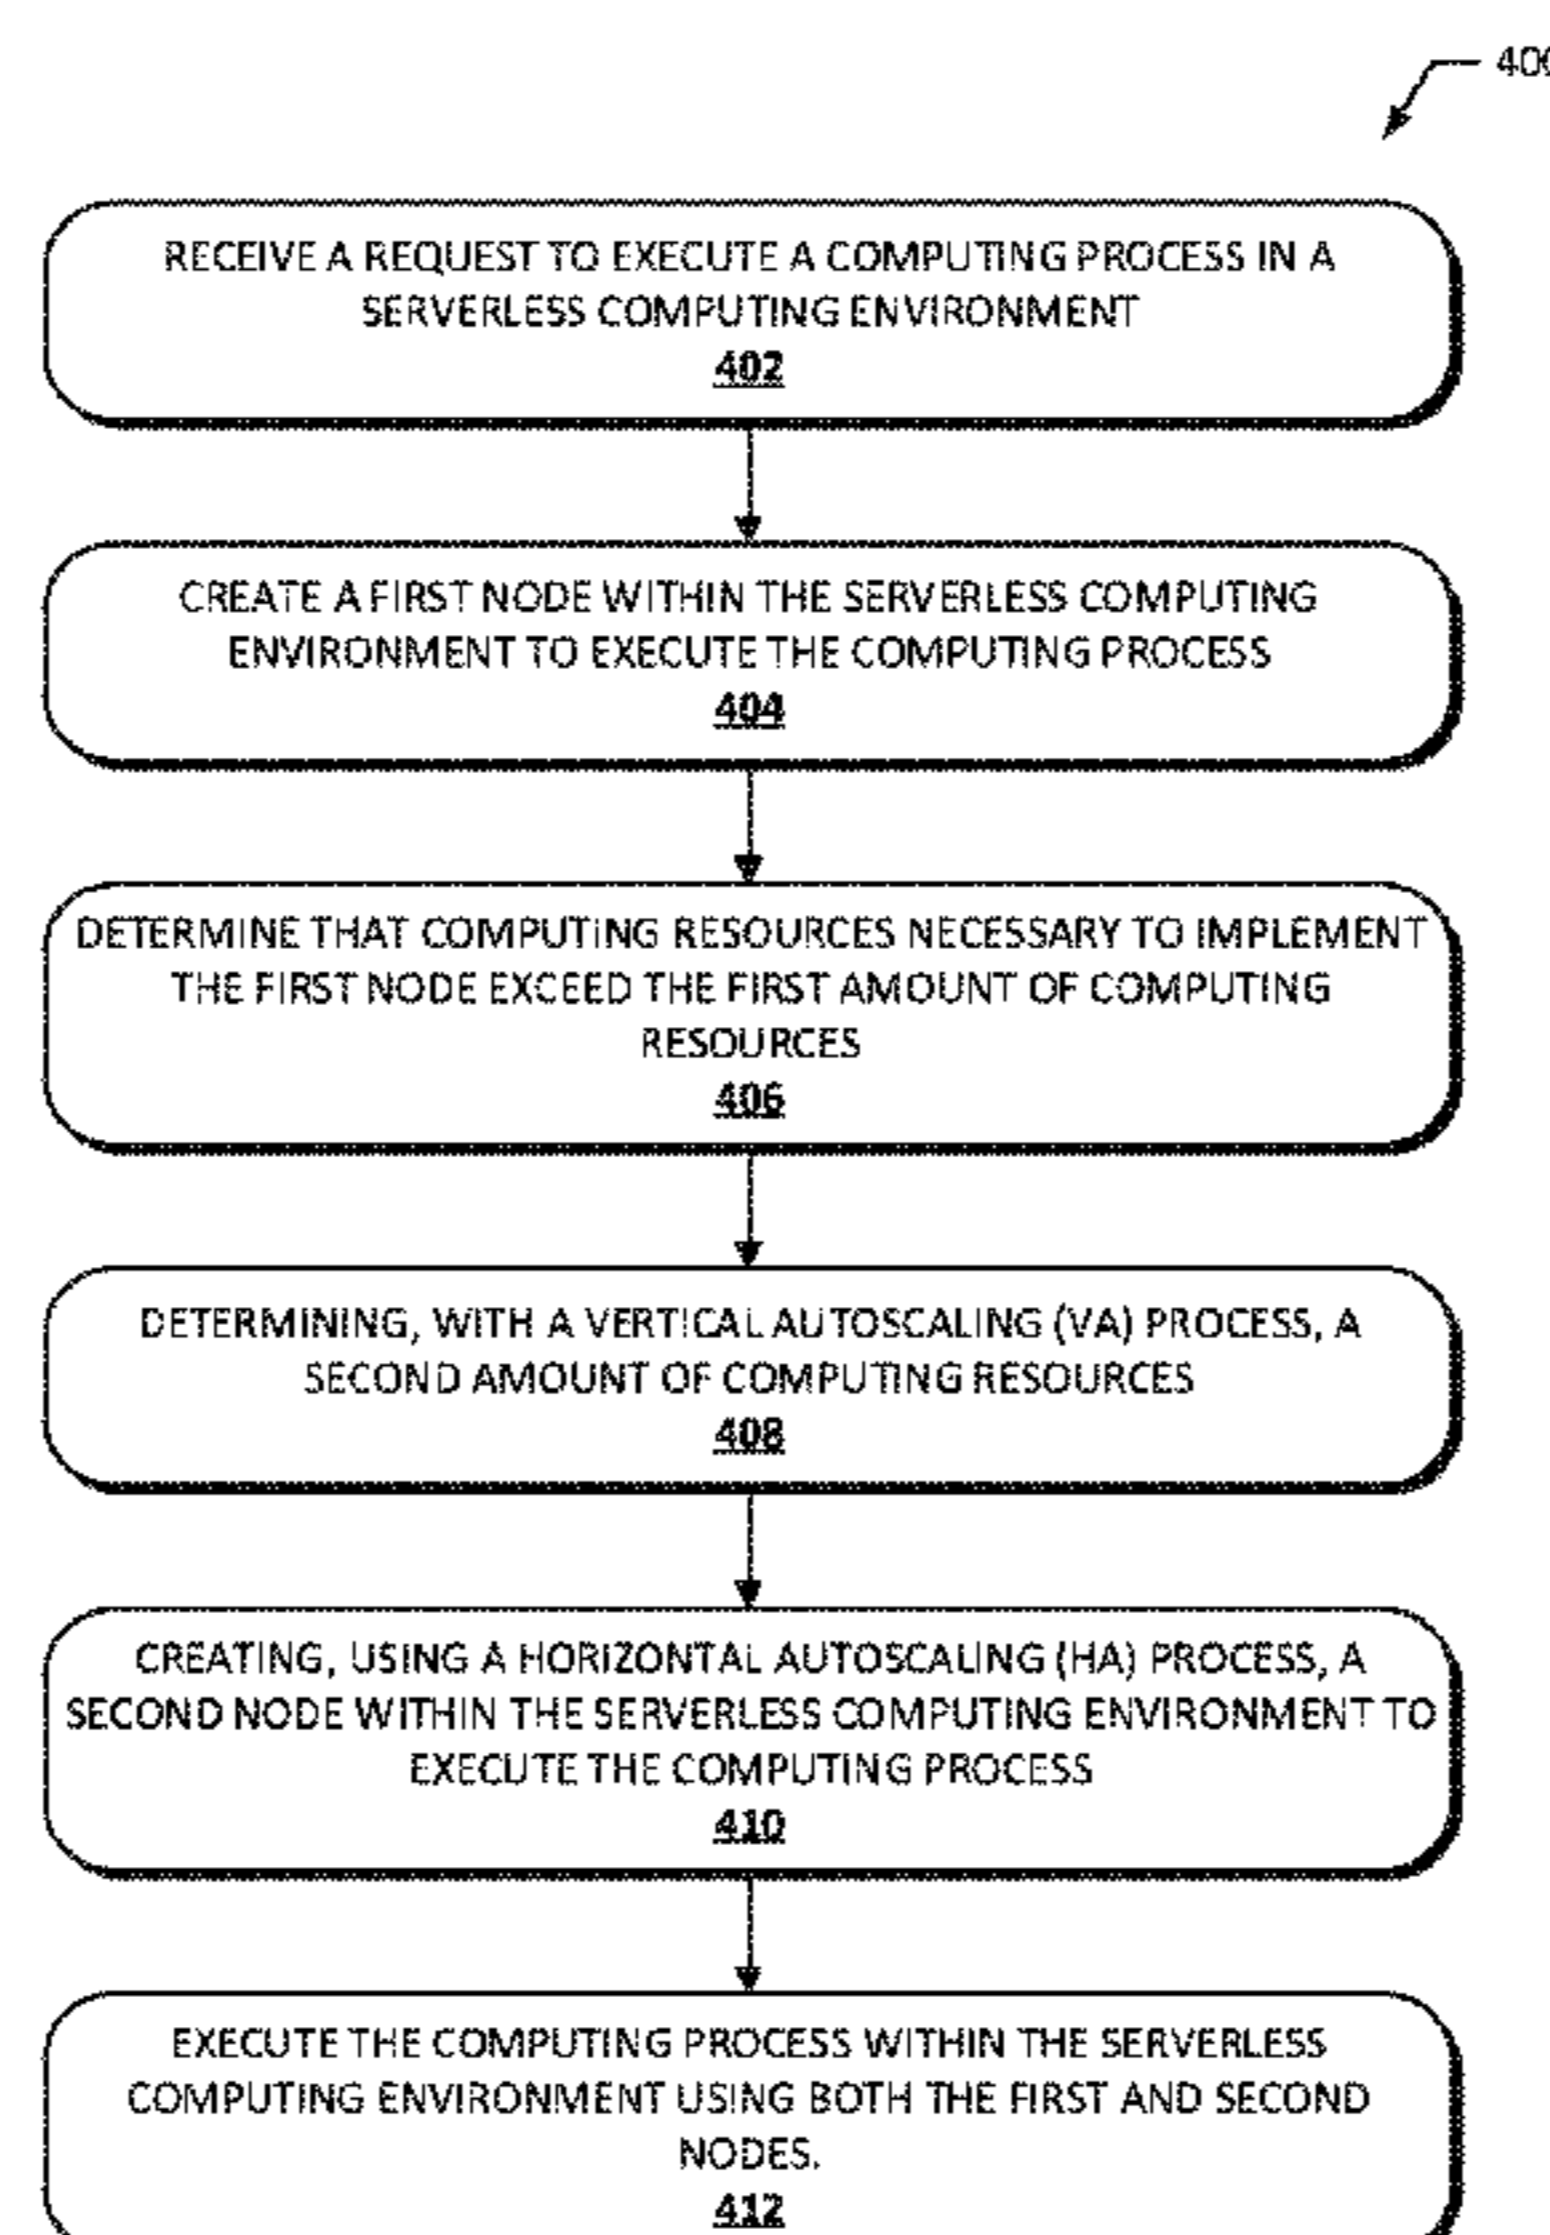 400
RECEIVE A REQUEST TO EXECUTE A COMPUTING PROCESS IN A
SERVERLESS COMPUTING ENVIRONMENT
402
CREATE A FIRST NODE WITHIN THE SERVERLESS COMPUTING
ENVIRONMENT TO EXECUTE THE COMPUTING PROCESS
404
DETERMINE THAT COMPUTING RESOURCES NECESSARY TO IMPLEMENT
THE FIRST NODE EXCEED THE FIRST AMOUNT OF COMPUTING
RESOURCES
406
DETERMINING, WITH A VERTICAL AUTOSCALING (VA) PROCESS, A
SECOND AMOUNT OF COMPUTING RESOURCES
408
CREATING, USING A HORIZONTAL AUTOSCALING (HA) PROCESS, A
SECOND NODE WITHIN THE SERVERLESS COMPUTING ENVIRONMENT TO
EXECUTE THE COMPUTING PROCESS
410
EXECUTE THE COMPUTING PROCESS WITHIN THE SERVERLESS
COMPUTING ENVIRONMENT USING BOTH THE FIRST AND SECOND
NODES.
412